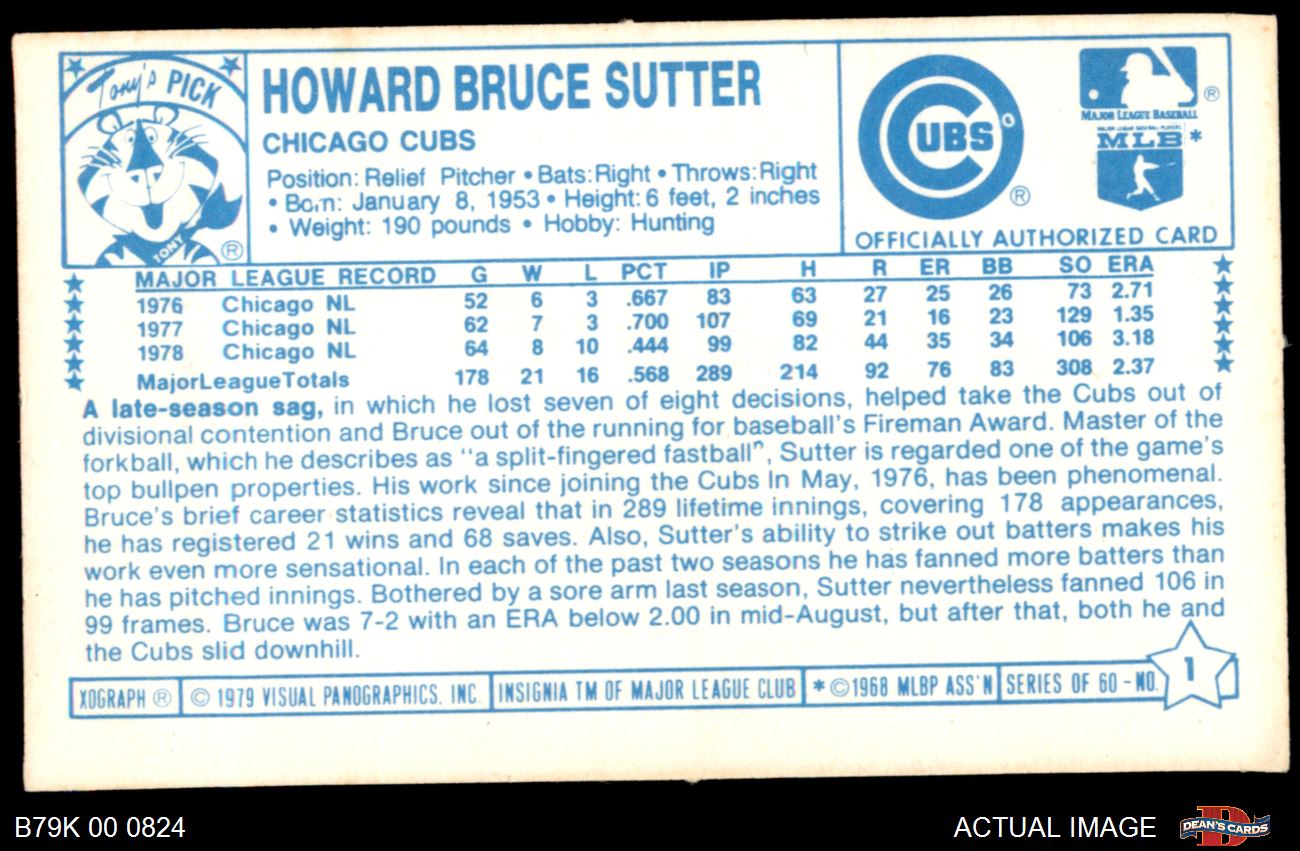 Tony's PICK
TONY
®
HOWARD BRUCE SUTTER
CHICAGO CUBS
Position: Relief Pitcher • Bats: Right • Throws: Right
• Born: January 8, 1953 • Height: 6 feet, 2 inches
• Weight: 190 pounds • Hobby: Hunting
CUBS
®
®
MAJOR LEAGUE BASEBALL
MAJOR LEAGUE BASEBALL PLAYERS
MLB *
OFFICIALLY AUTHORIZED CARD
MAJOR LEAGUE RECORD G W L PCT IP H R ER BB SO ERA
1976 Chicago NL 52 6 3 .667 83 63 27 25 26 73 2.71
1977 Chicago NL 62 7 3 .700 107 69 21 16 23 129 1.35
1978 Chicago NL 64 8 10 .444 99 82 44 35 34 106 3.18
MajorLeagueTotals 178 21 16 .568 289 214 92 76 83 308 2.37
A late-season sag, in which he lost seven of eight decisions, helped take the Cubs out of
divisional contention and Bruce out of the running for baseball's Fireman Award. Master of the
forkball, which he describes as "a split-fingered fastball", Sutter is regarded one of the game's
top bullpen properties. His work since joining the Cubs In May, 1976, has been phenomenal.
Bruce's brief career statistics reveal that in 289 lifetime innings, covering 178 appearances,
he has registered 21 wins and 68 saves. Also, Sutter's ability to strike out batters makes his
work even more sensational. In each of the past two seasons he has fanned more batters than
he has pitched innings. Bothered by a sore arm last season, Sutter nevertheless fanned 106 in
99 frames. Bruce was 7-2 with an ERA below 2.00 in mid-August, but after that, both he and
the Cubs slid downhill.
XOGRAPH ® © 1979 VISUAL PANOGRAPHICS, INC. INSIGNIA TM OF MAJOR LEAGUE CLUB * © 1968 MLBP ASS'N SERIES OF 60 - NO. 1
B79K 00 0824
ACTUAL IMAGE
DEAN'S CARDS